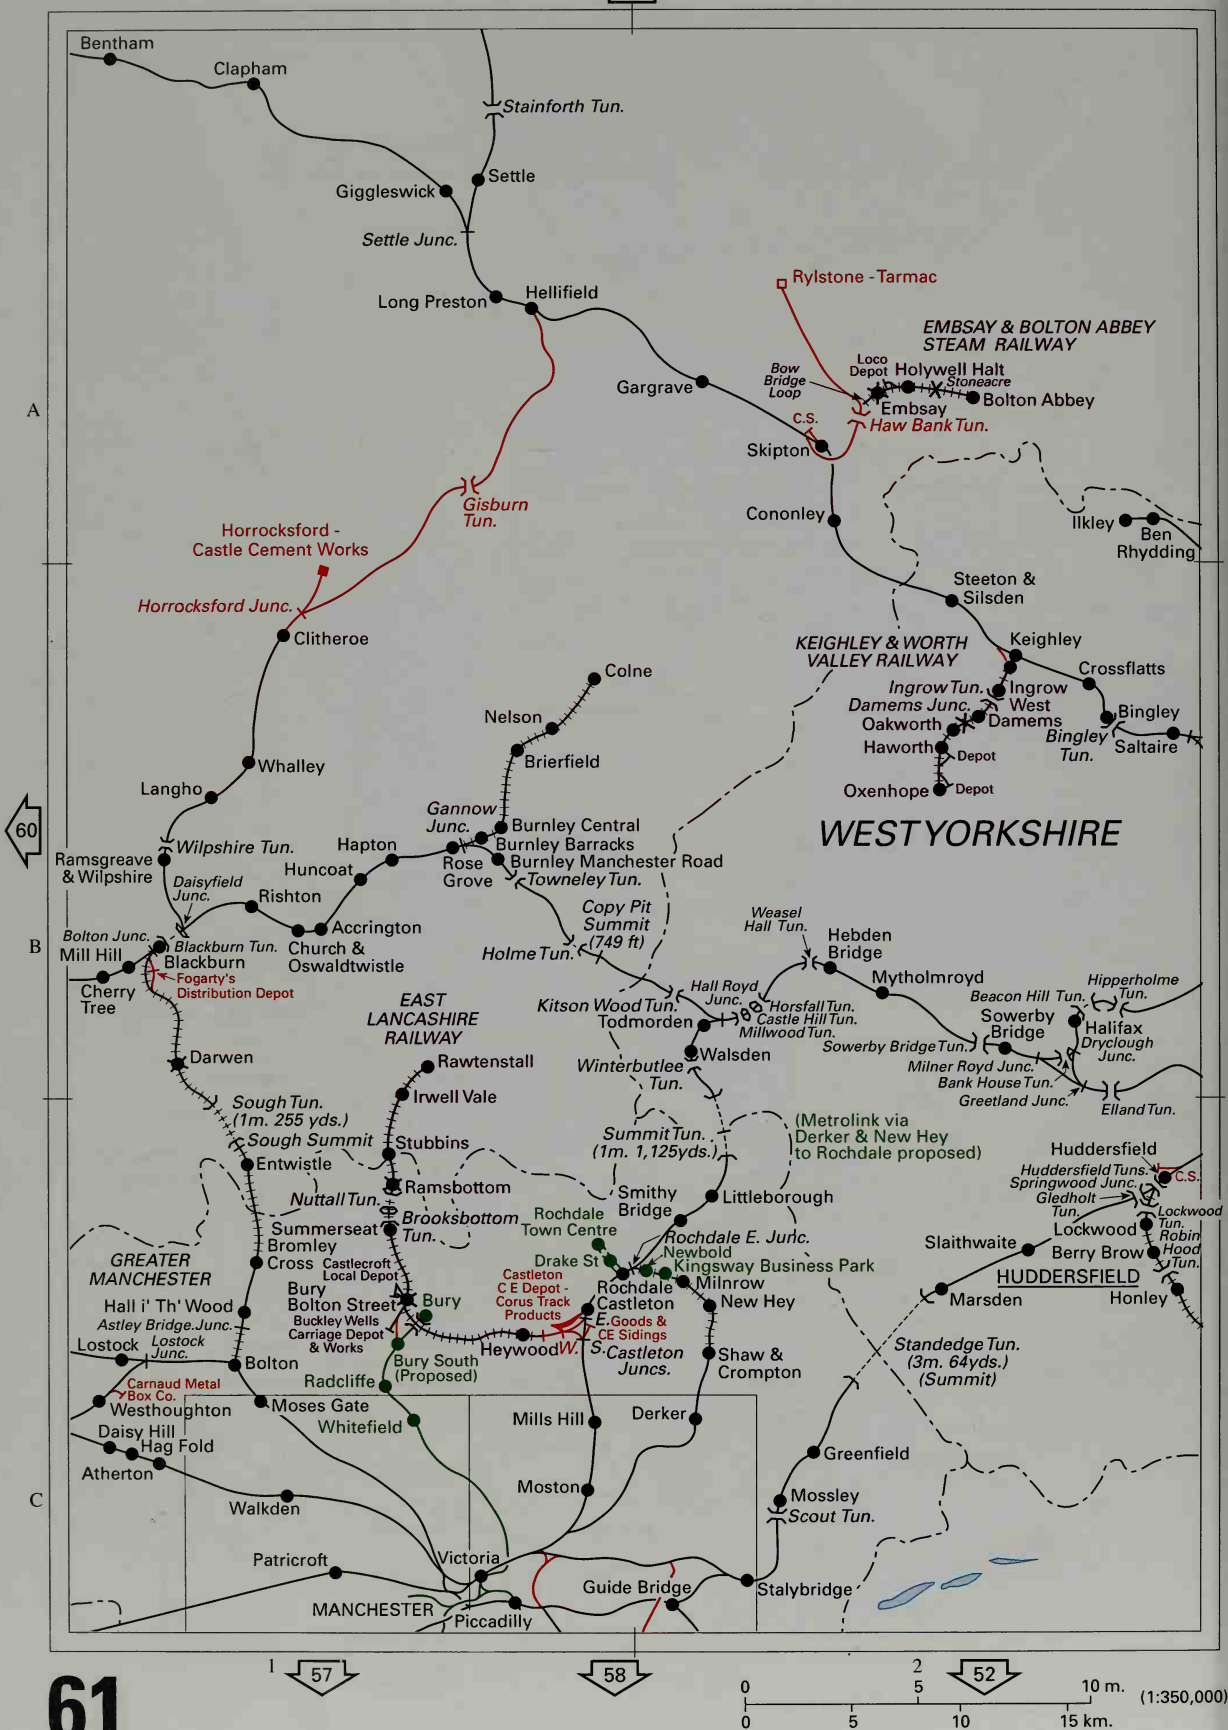 Bentham
Clapham
Stainforth Tun.
Settle
Giggleswick
Settle Junc.
Long Preston
Hellifield
Rylstone - Tarmac
EMBSAY & BOLTON ABBEY
STEAM RAILWAY
Loco
Depot
Holywell Halt
Stoneacre
Bow
Bridge
Loop
Gargrave
Embsay
Bolton Abbey
A
C.S.
Haw Bank Tun.
Skipton
Gisburn
Tun.
Cononley
Ilkley
Ben
Rhydding
Horrocksford -
Castle Cement Works
Horrocksford Junc.
Clitheroe
Steeton &
Silsden
KEIGHLEY & WORTH
VALLEY RAILWAY
Keighley
Crossflatts
Colne
Ingrow Tun.
Ingrow
West
Damems Junc.
Damems
Oakworth
Bingley
Bingley
Tun.
Saltaire
Haworth
Depot
Oxenhope
Depot
Nelson
Brierfield
Whalley
Langho
60
WEST YORKSHIRE
Gannow
Junc.
Burnley Central
Burnley Barracks
Burnley Manchester Road
Towneley Tun.
Hapton
Rose
Grove
Huncoat
Wilpshire Tun.
Ramsgreave
& Wilpshire
Daisyfield
Junc.
Rishton
Accrington
Church &
Oswaldtwistle
Copy Pit
Summit
(749 ft)
Holme Tun.
B
Bolton Junc.
Mill Hill
Blackburn Tun.
Blackburn
Fogarty's
Distribution Depot
Cherry
Tree
Weasel
Hall Tun.
Hebden
Bridge
Mytholmroyd
Hall Royd
Junc.
Kitson Wood Tun.
Todmorden
Horsfall Tun.
Castle Hill Tun.
Millwood Tun.
Hipperholme
Tun.
Beacon Hill Tun.
Sowerby
Bridge
Halifax
Dryclough
Junc.
Sowerby Bridge Tun.
Milner Royd Junc.
Bank House Tun.
Greetland Junc.
Elland Tun.
EAST
LANCASHIRE
RAILWAY
Rawtenstall
Irwell Vale
Stubbins
Walsden
Winterbutlee
Tun.
Darwen
Sough Tun.
(1m. 255 yds.)
Sough Summit
Entwistle
Summit Tun.
(1m. 1,125yds.)
(Metrolink via
Derker & New Hey
to Rochdale proposed)
Huddersfield
Huddersfield Tuns.
Springwood Junc.
Gledholt
Tun.
C.S.
Lockwood
Tun.
Lockwood
Robin
Hood
Tun.
Berry Brow
Slaithwaite
HUDDERSFIELD
Honley
Marsden
Ramsbottom
Nuttall Tun.
Brooksbottom
Tun.
Summerseat
Smithy
Bridge
Littleborough
Rochdale
Town Centre
Rochdale E. Junc.
Drake St
Newbold
Kingsway Business Park
Rochdale
Milnrow
Castleton
New Hey
GREATER
MANCHESTER
Bromley
Cross
Castlecroft
Local Depot
Bury
Bolton Street
Bury
Buckley Wells
Carriage Depot
& Works
Castleton
C E Depot -
Corus Track
Products
E. Goods &
CE Sidings
Heywood
W.
S. Castleton
Juncs.
Hall i' Th' Wood
Astley Bridge Junc.
Lostock
Lostock
Junc.
Bolton
Bury South
(Proposed)
Radcliffe
Shaw &
Crompton
Standedge Tun.
(3m. 64yds.)
(Summit)
Carnaud Metal
Box Co.
Westhoughton
Moses Gate
Whitefield
Mills Hill
Derker
Daisy Hill
Hag Fold
Atherton
Greenfield
C
Walkden
Moston
Mossley
Scout Tun.
Patricroft
Victoria
Guide Bridge
Stalybridge
MANCHESTER
Piccadilly
61
1
57
58
2
52
0 5 10 m.
(1:350,000)
0 5 10 15 km.